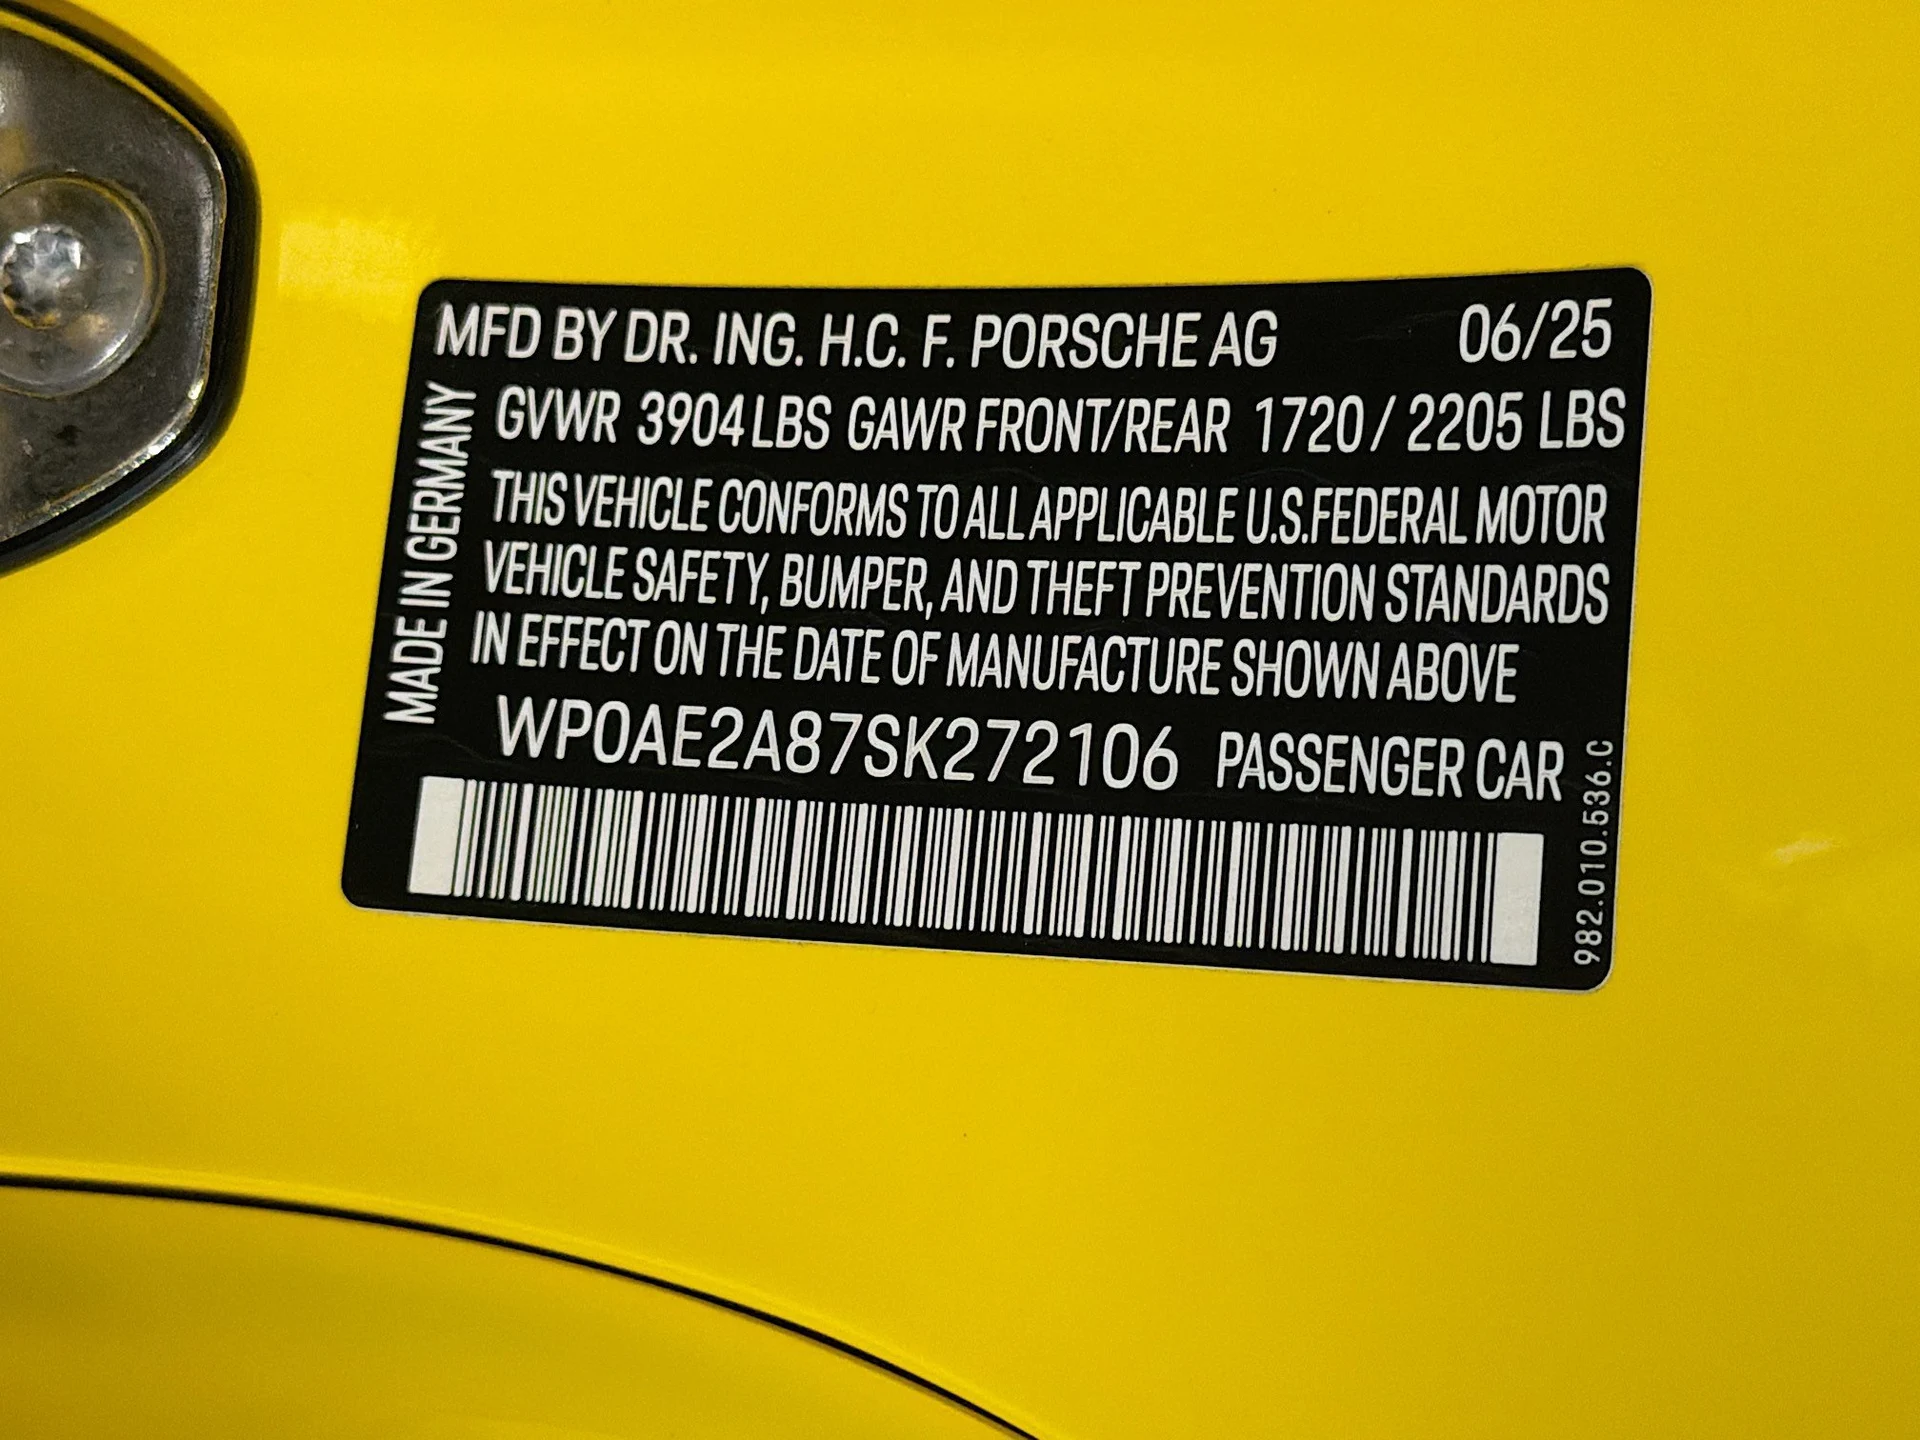 MFD BY DR. ING. H.C. F. PORSCHE AG 06/25
GVWR 3904 LBS GAWR FRONT/REAR 1720 / 2205 LBS
THIS VEHICLE CONFORMS TO ALL APPLICABLE U.S.FEDERAL MOTOR
VEHICLE SAFETY, BUMPER, AND THEFT PREVENTION STANDARDS
IN EFFECT ON THE DATE OF MANUFACTURE SHOWN ABOVE
WP0AE2A87SK272106 PASSENGER CAR
MADE IN GERMANY
982.010.536.C